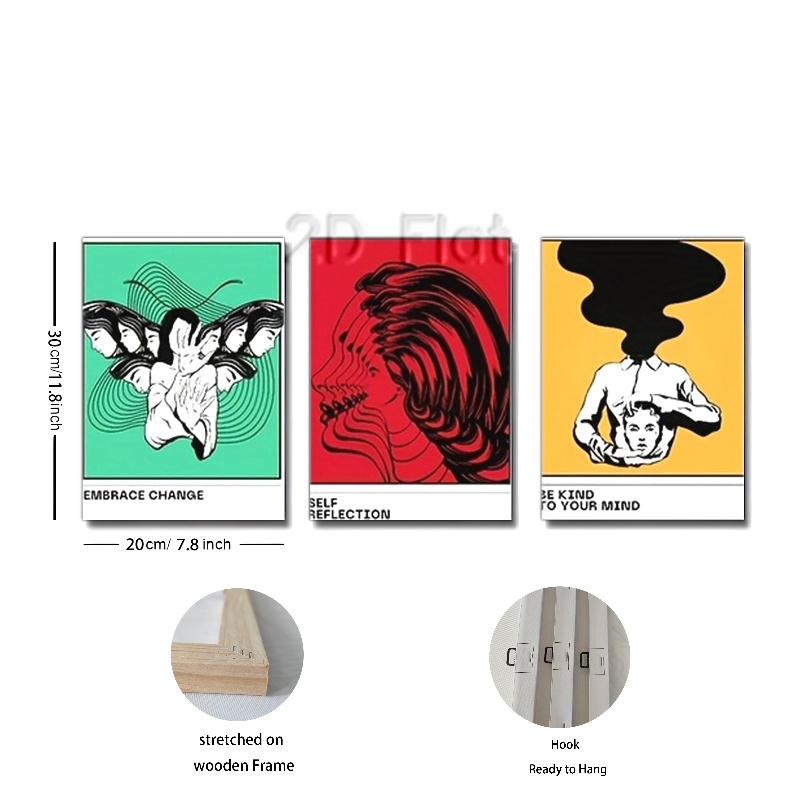 2D Flat
30cm/11.8inch
EMBRACE CHANGE
SELF
REFLECTION
BE KIND
TO YOUR MIND
20cm/ 7.8 inch
stretched on
wooden Frame
Hook
Ready to Hang